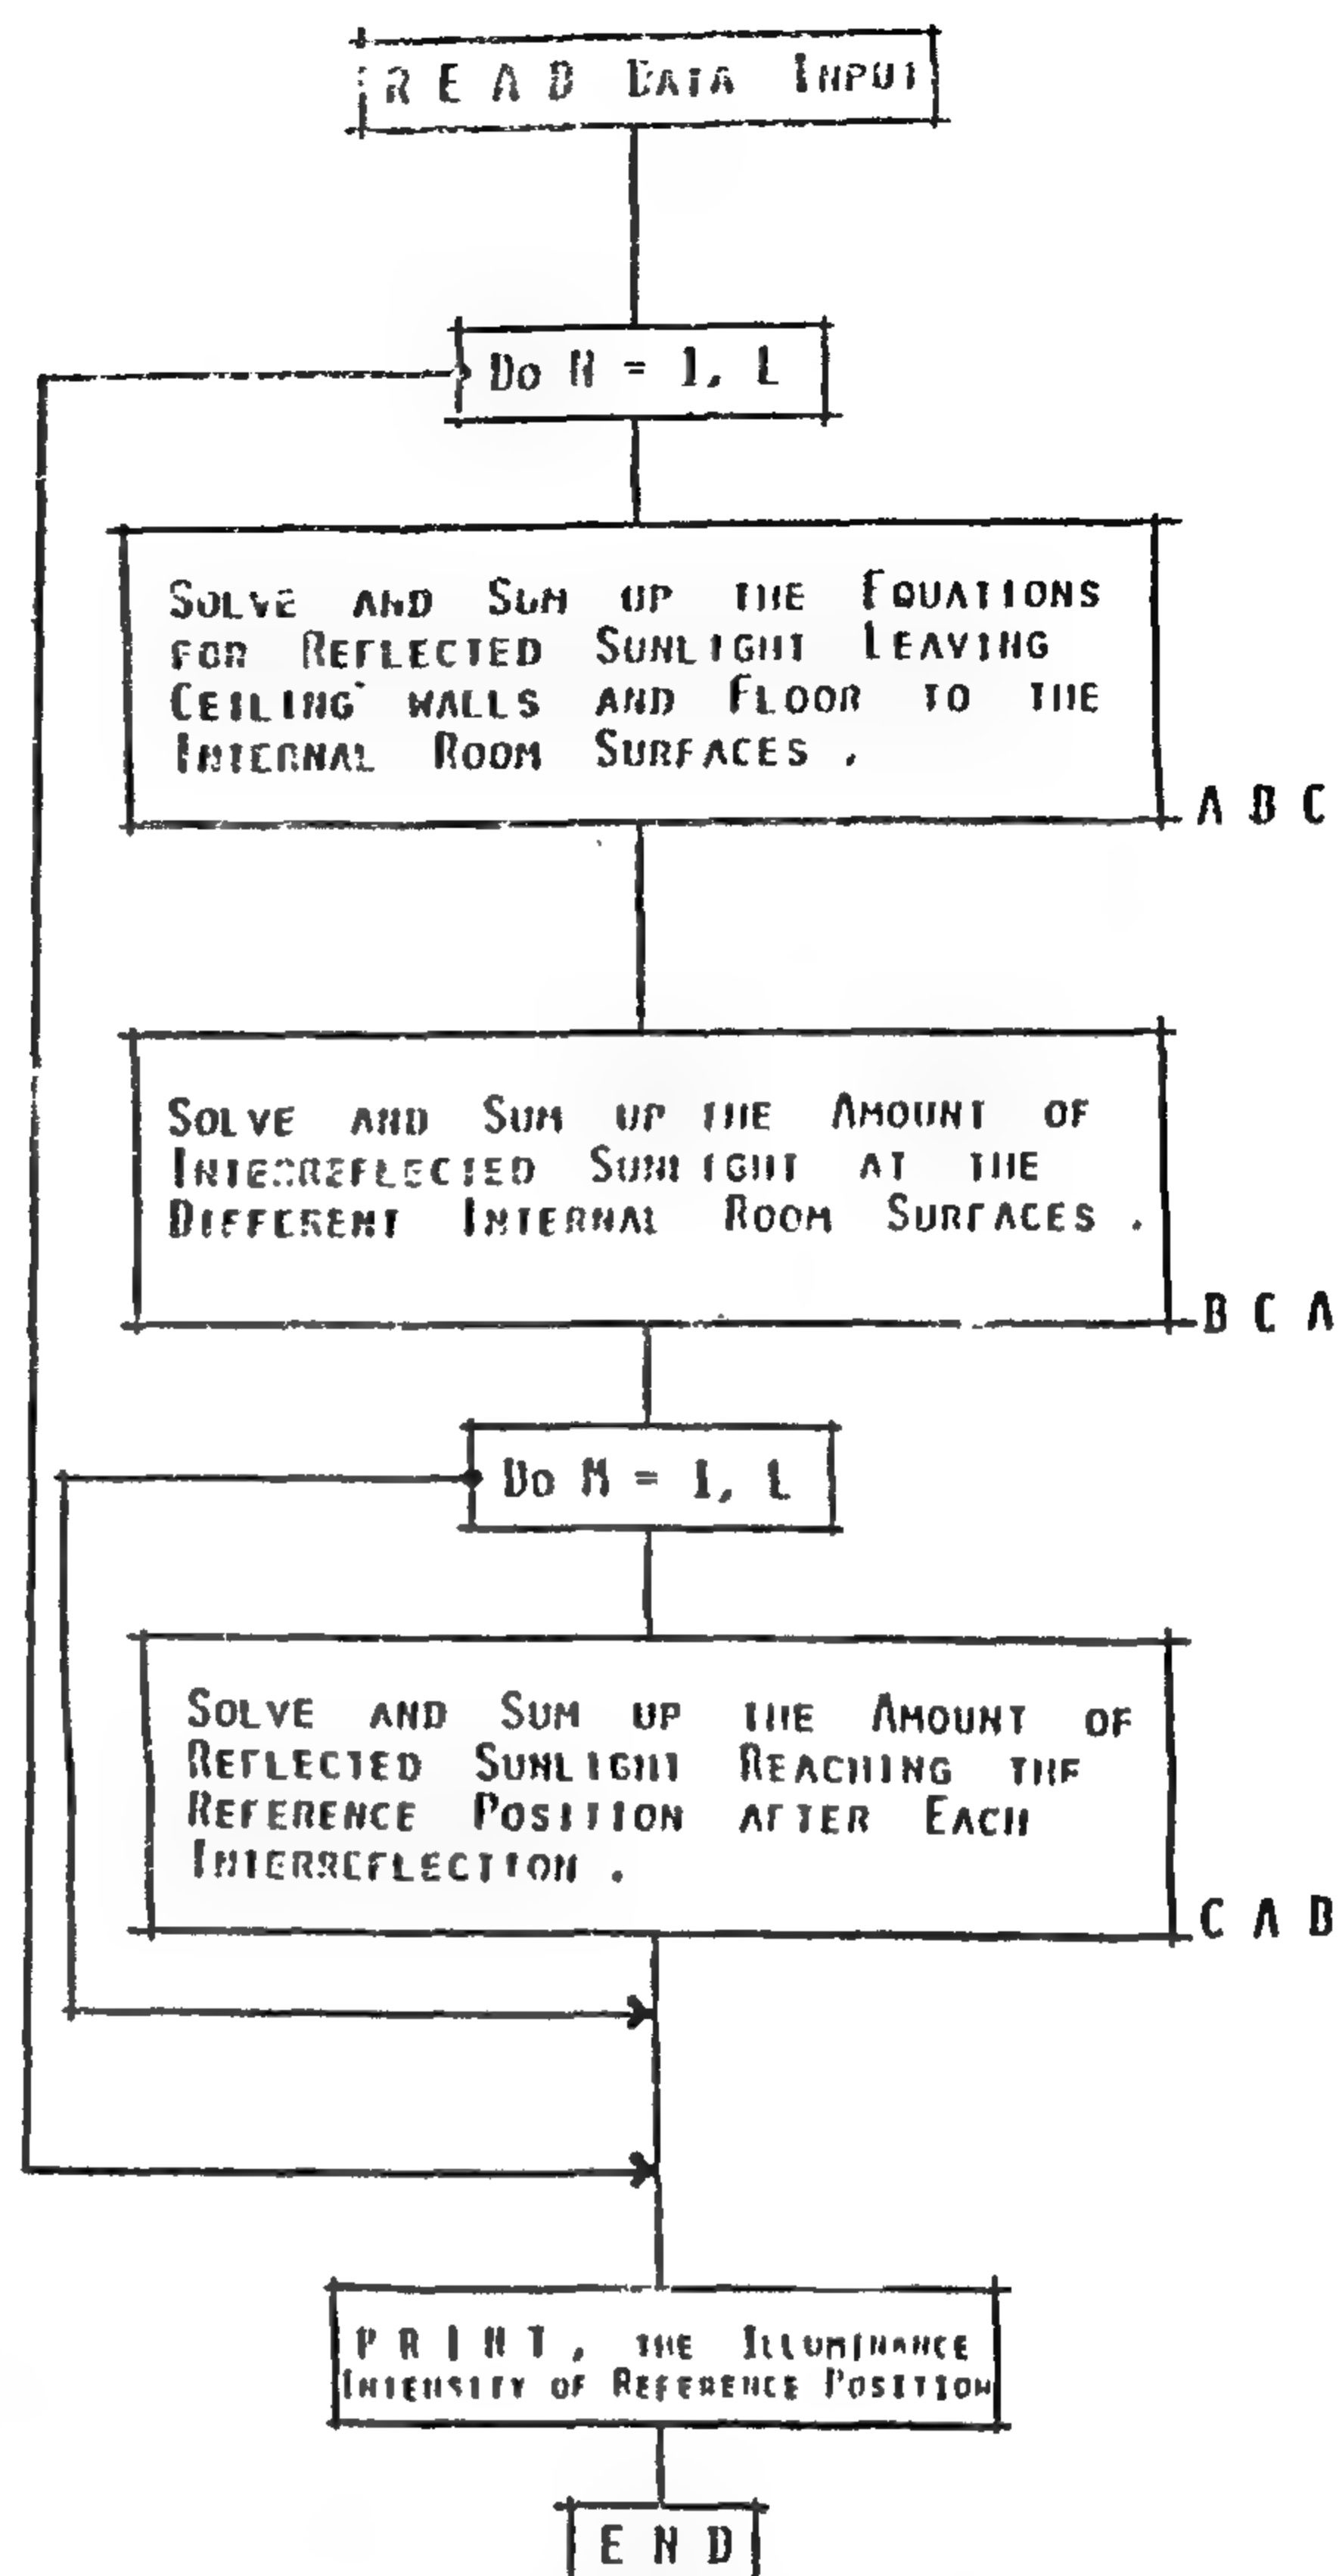 READ DATA INPUT
DO N = 1, L
SOLVE AND SUM UP THE EQUATIONS
FOR REFLECTED SUNLIGHT LEAVING
CEILING WALLS AND FLOOR TO THE
INTERNAL ROOM SURFACES .
A B C
SOLVE AND SUM UP THE AMOUNT OF
INTERREFLECTED SUNLIGHT AT THE
DIFFERENT INTERNAL ROOM SURFACES .
B C A
DO M = 1, L
SOLVE AND SUM UP THE AMOUNT OF
REFLECTED SUNLIGHT REACHING THE
REFERENCE POSITION AFTER EACH
INTERREFLECTION .
C A B
PRINT, THE ILLUMINANCE
INTENSITY OF REFERENCE POSITION
END